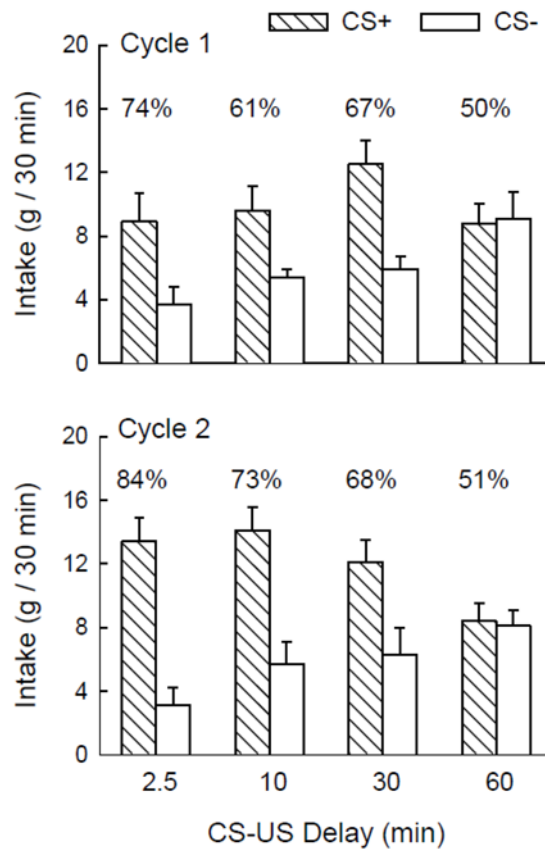 CS+ CS-
Cycle 1
74% 61% 67% 50%
20
16
12
8
4
0
Intake (g / 30 min)
Cycle 2
84% 73% 68% 51%
20
16
12
8
4
0
Intake (g / 30 min)
2.5 10 30 60
CS-US Delay (min)